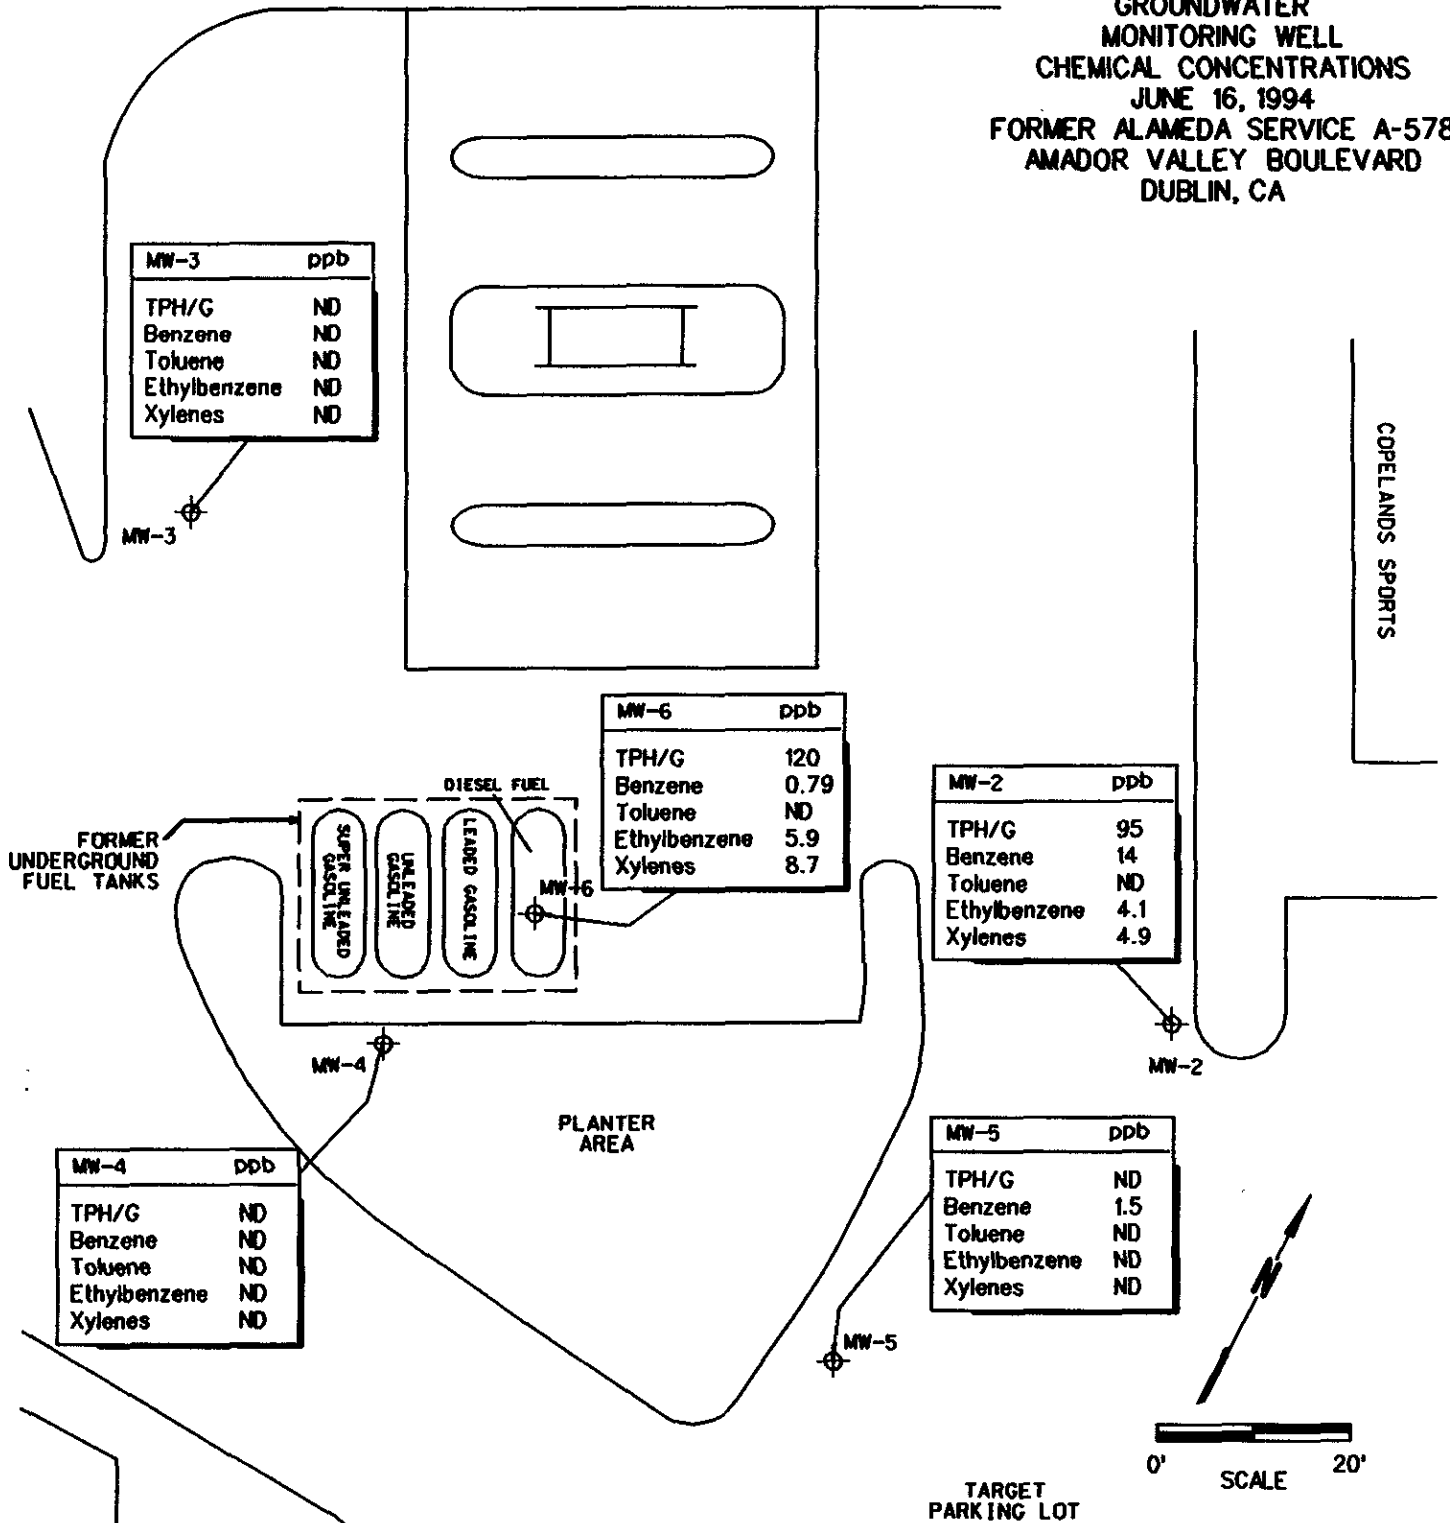 GROUNDWATER
MONITORING WELL
CHEMICAL CONCENTRATIONS
JUNE 16, 1994
FORMER ALAMEDA SERVICE A-578
AMADOR VALLEY BOULEVARD
DUBLIN, CA
MW-3 ppb
TPH/G ND
Benzene ND
Toluene ND
Ethylbenzene ND
Xylenes ND
MW-3
COPELANDS SPORTS
MW-6 ppb
TPH/G 120
Benzene 0.79
Toluene ND
Ethylbenzene 5.9
Xylenes 8.7
DIESEL FUEL
FORMER
UNDERGROUND
FUEL TANKS
SUPER UNLEADED
GASOLINE
UNLEADED
GASOLINE
LEADED GASOLINE
MW-6
MW-2 ppb
TPH/G 95
Benzene 14
Toluene ND
Ethylbenzene 4.1
Xylenes 4.9
MW-2
MW-4
PLANTER
AREA
MW-4 ppb
TPH/G ND
Benzene ND
Toluene ND
Ethylbenzene ND
Xylenes ND
MW-5 ppb
TPH/G ND
Benzene 1.5
Toluene ND
Ethylbenzene ND
Xylenes ND
MW-5
N
0' 20'
SCALE
TARGET
PARKING LOT